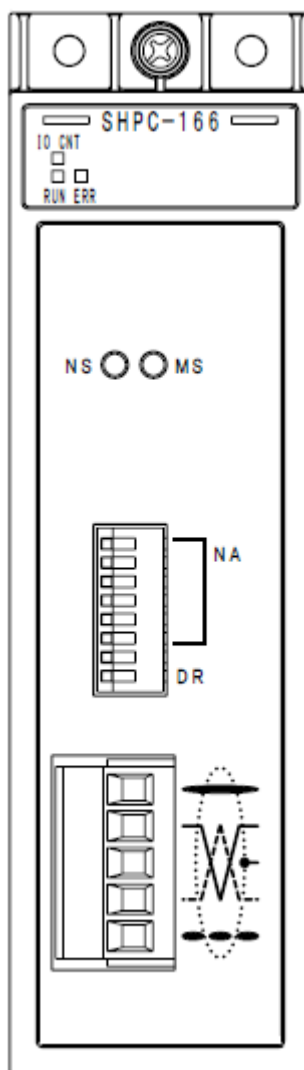 SHPC-166
IO CNT
RUN ERR
NS MS
NA
DR